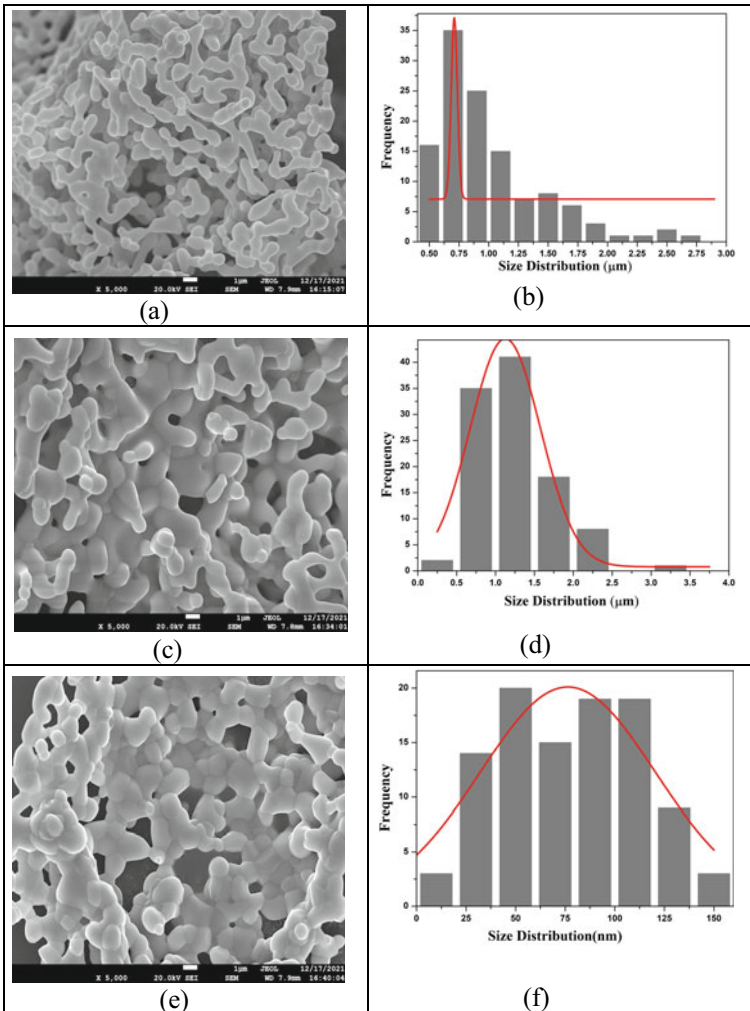 35
30
25
20
15
10
5
0
Frequency
0.50 0.75 1.00 1.25 1.50 1.75 2.00 2.25 2.50 2.75 3.00
Size Distribution (μm)
1μm JEOL 12/17/2021
X 5,000 20.0kV SEI SEM WD 7.9mm 16:15:07
(a)
(b)
40
35
30
25
20
15
10
5
0
Frequency
0.0 0.5 1.0 1.5 2.0 2.5 3.0 3.5 4.0
Size Distribution (μm)
1μm JEOL 12/17/2021
X 5,000 20.0kV SEI SEM WD 7.8mm 16:34:01
(c)
(d)
20
15
10
5
0
Frequency
0 25 50 75 100 125 150
Size Distribution(nm)
1μm JEOL 12/17/2021
X 5,000 20.0kV SEI SEM WD 7.9mm 16:40:04
(e)
(f)